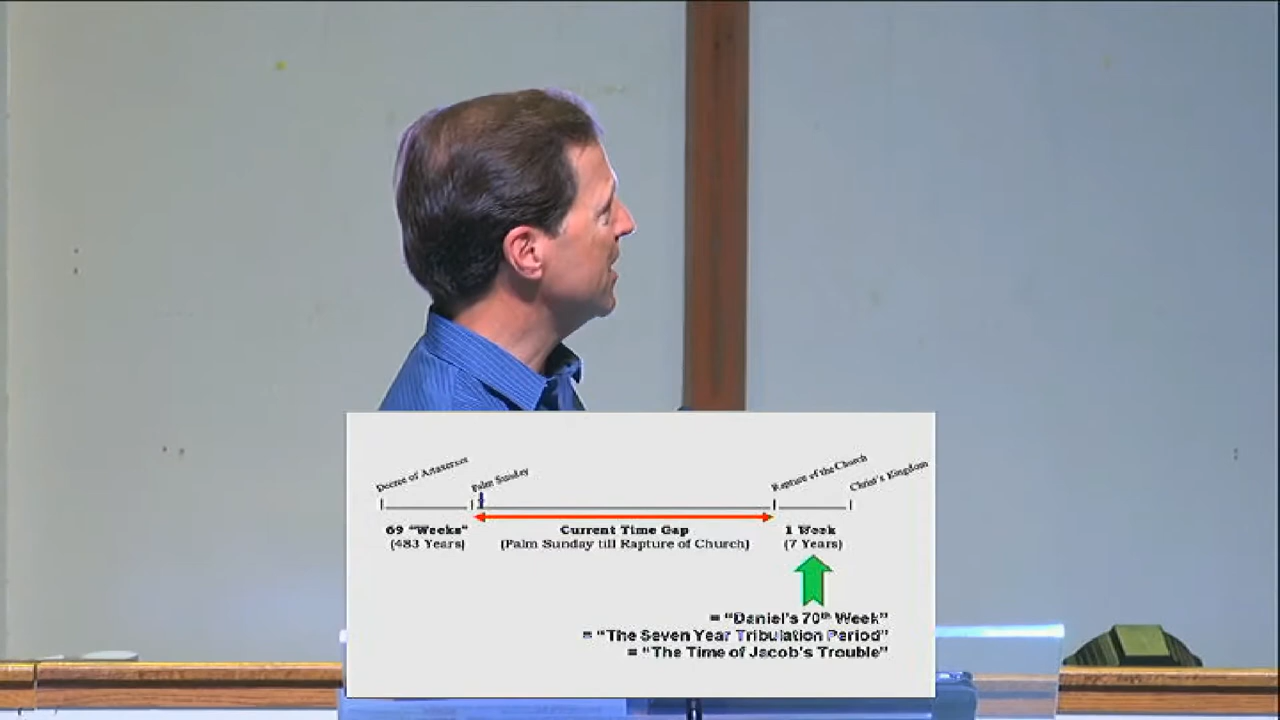 Decree of Artaxerxes
Palm Sunday
Rapture of the Church
Christ's Kingdom
69 "Weeks"
(483 Years)
Current Time Gap
(Palm Sunday till Rapture of Church)
1 Week
(7 Years)
= "Daniel's 70th Week"
= "The Seven Year Tribulation Period"
= "The Time of Jacob's Trouble"